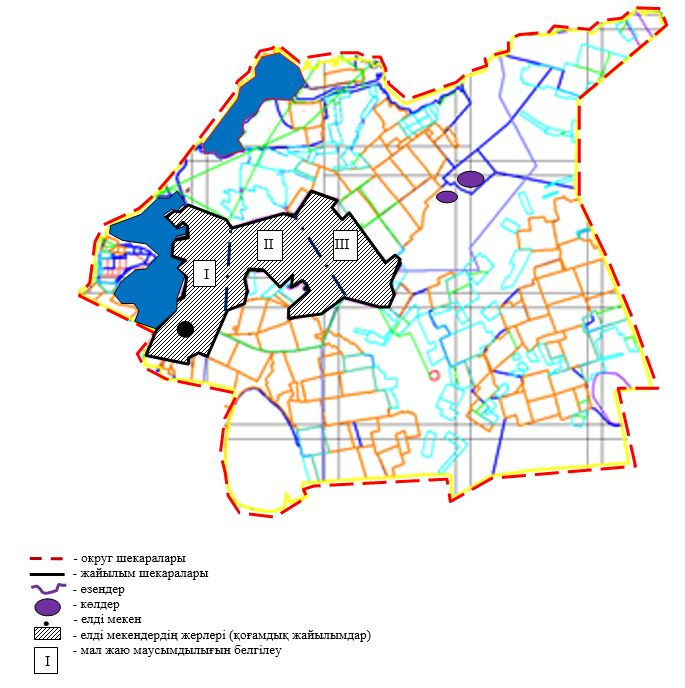 I
II
III
- округ шекаралары
- жайылым шекаралары
- өзендер
- көлдер
- елді мекен
- елді мекендердің жерлері (қоғамдық жайылымдар)
I
- мал жаю маусымдылығын белгілеу